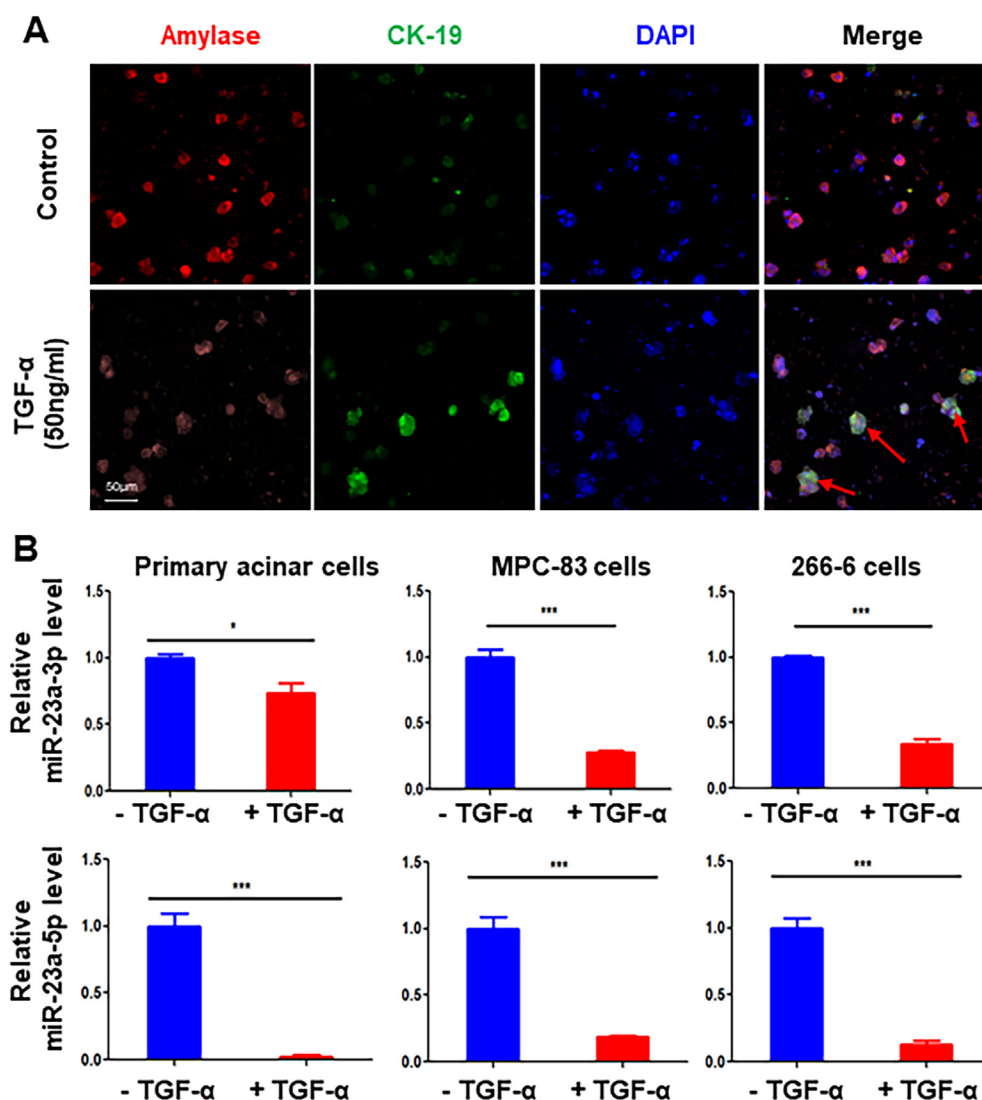 A
Amylase CK-19 DAPI Merge
Control
TGF-α
(50ng/ml)
50μm
B
Primary acinar cells MPC-83 cells 266-6 cells
Relative
miR-23a-3p level
1.5
1.0
0.5
0.0
*
- TGF-α + TGF-α
1.5
1.0
0.5
0.0
***
- TGF-α + TGF-α
1.5
1.0
0.5
0.0
***
- TGF-α + TGF-α
Relative
miR-23a-5p level
1.5
1.0
0.5
0.0
***
- TGF-α + TGF-α
1.5
1.0
0.5
0.0
***
- TGF-α + TGF-α
1.5
1.0
0.5
0.0
***
- TGF-α + TGF-α